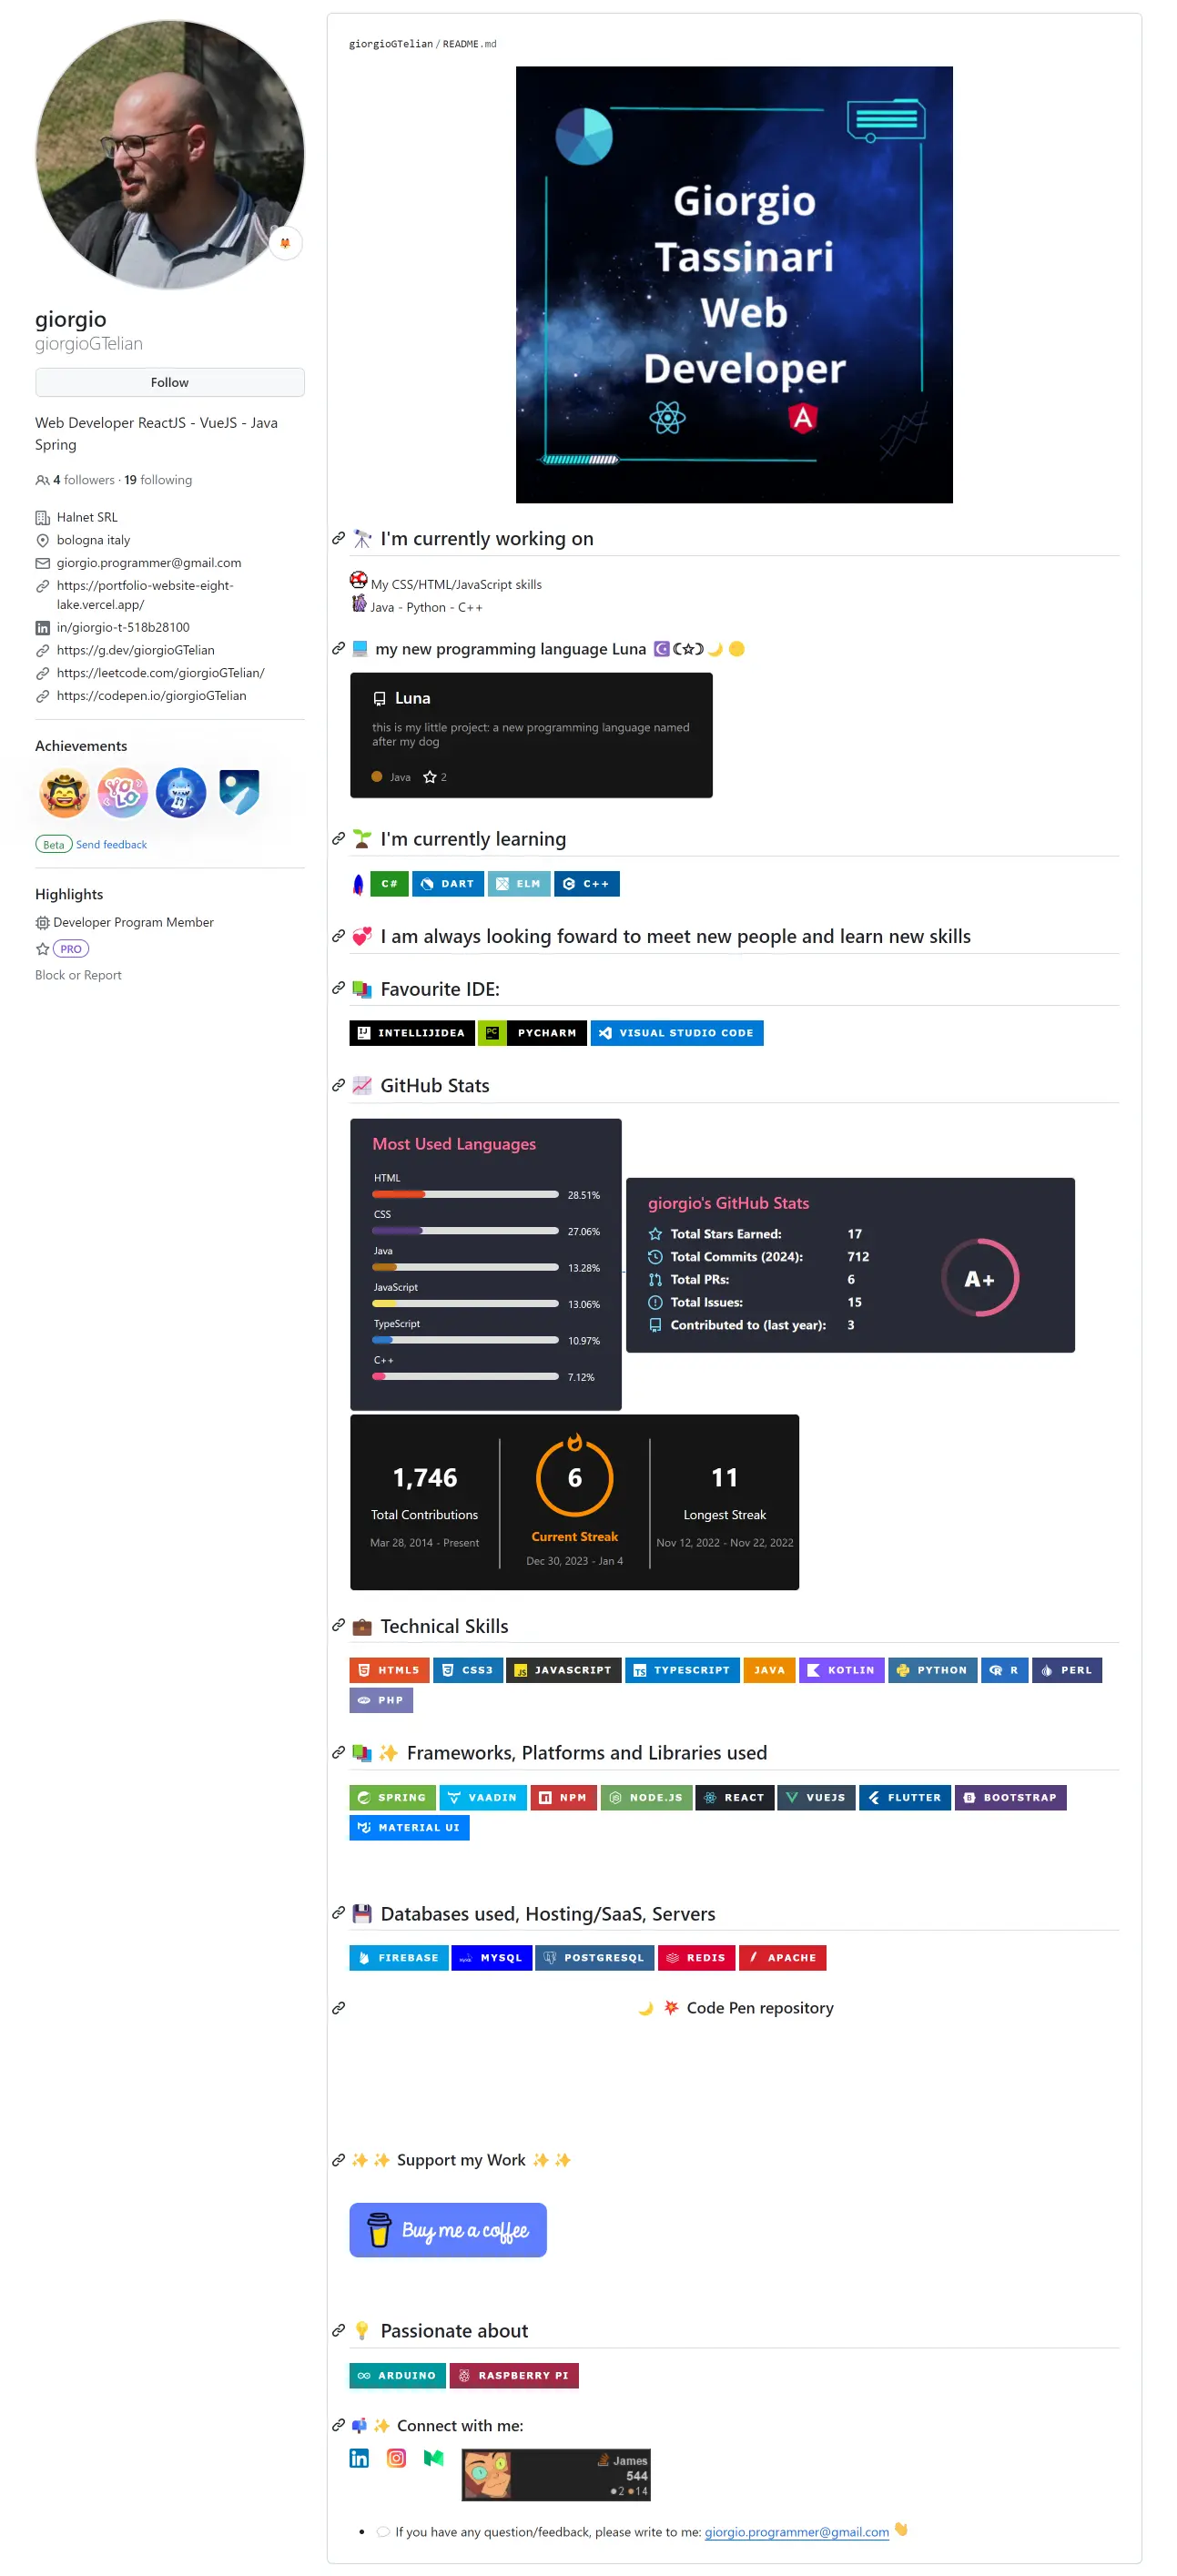 giorgio
giorgioGTelian
Follow
Web Developer ReactJS - VueJS - Java
Spring
4 followers · 19 following
Halnet SRL
bologna italy
giorgio.programmer@gmail.com
https://portfolio-website-eight-
lake.vercel.app/
in/giorgio-t-518b28100
https://g.dev/giorgioGTelian
https://leetcode.com/giorgioGTelian/
https://codepen.io/giorgioGTelian
Achievements
YOLO
Beta Send feedback
Highlights
Developer Program Member
PRO
Block or Report
giorgioGTelian / README.md
Giorgio
Tassinari
Web
Developer
I'm currently working on
My CSS/HTML/JavaScript skills
Java - Python - C++
my new programming language Luna
Luna
this is my little project: a new programming language named
after my dog
Java 2
I'm currently learning
C# DART ELM C++
I am always looking foward to meet new people and learn new skills
Favourite IDE:
INTELLIJIDEA PYCHARM VISUAL STUDIO CODE
GitHub Stats
Most Used Languages
HTML
28.51%
CSS
27.06%
Java
13.28%
JavaScript
13.06%
TypeScript
10.97%
C++
7.12%
giorgio's GitHub Stats
Total Stars Earned: 17
Total Commits (2024): 712
Total PRs: 6
Total Issues: 15
Contributed to (last year): 3
A+
1,746
Total Contributions
Mar 28, 2014 - Present
6
Current Streak
Dec 30, 2023 - Jan 4
11
Longest Streak
Nov 12, 2022 - Nov 22, 2022
Technical Skills
HTML5 CSS3 JAVASCRIPT TYPESCRIPT JAVA KOTLIN PYTHON R PERL
PHP
Frameworks, Platforms and Libraries used
SPRING VAADIN NPM NODE.JS REACT VUEJS FLUTTER BOOTSTRAP
MATERIAL UI
Databases used, Hosting/SaaS, Servers
FIREBASE MYSQL POSTGRESQL REDIS APACHE
Code Pen repository
Support my Work
Buy me a coffee
Passionate about
ARDUINO RASPBERRY PI
Connect with me:
James
544
2 14
If you have any question/feedback, please write to me: giorgio.programmer@gmail.com